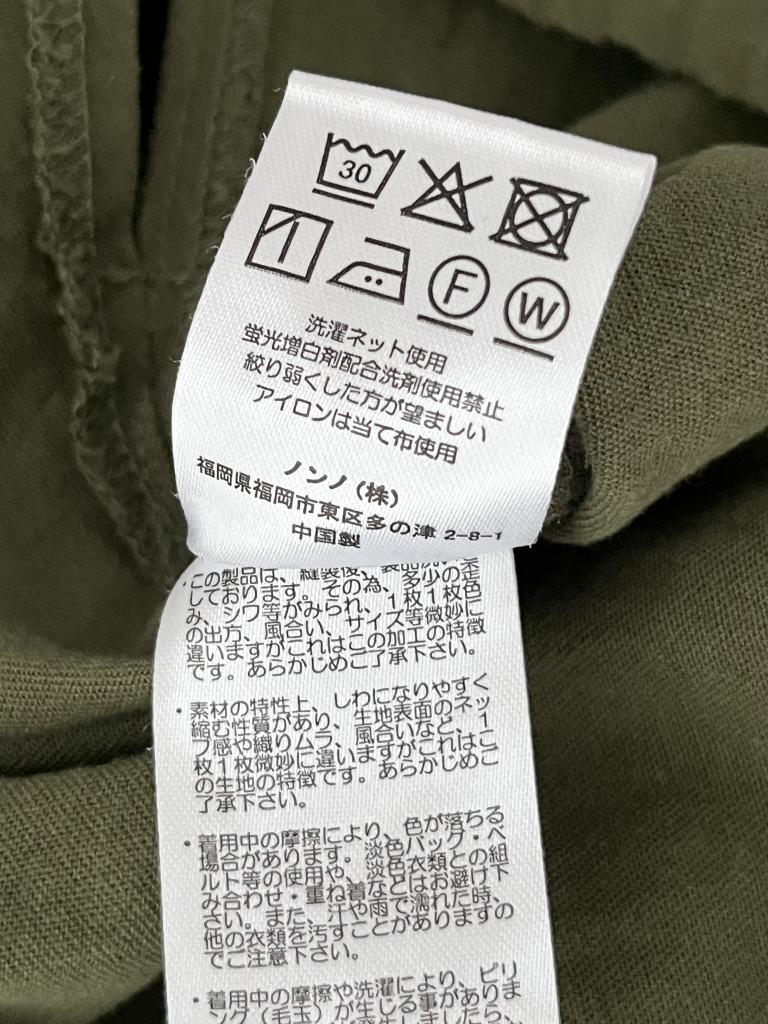 30
F W
洗濯ネット使用
蛍光増白剤配合洗剤使用禁止
絞り弱くした方が望ましい
アイロンは当て布使用
ノンノ(株)
福岡県福岡市東区多の津 2-8-1
中国製
・この製品は、縫製後、製品洗い
しております。その為、多少の歪
み、シワ等がみられ、1枚1枚色
の出方、風合い、サイズ等微妙に
違いますがこれはこの加工の特徴
です。あらかじめご了承下さい。
・素材の特性上、しわになりやすく
縮む性質があり、生地表面のネッ
プ感や織りムラ、風合いなど、1
枚1枚微妙に違いますがこれはこ
の生地の特徴です。あらかじめご
了承下さい。
・着用中の摩擦により、色が落ちる
場合があります。淡色バッグ・ベ
ルト等の使用や、淡色衣類との組
み合わせ・重ね着などはお避け下
さい。また、汗や雨で濡れた時、
他の衣類を汚すことがありますの
でご注意下さい。
・着用中の摩擦や洗濯により、ピリ
ング(毛玉)が生じる事がありま